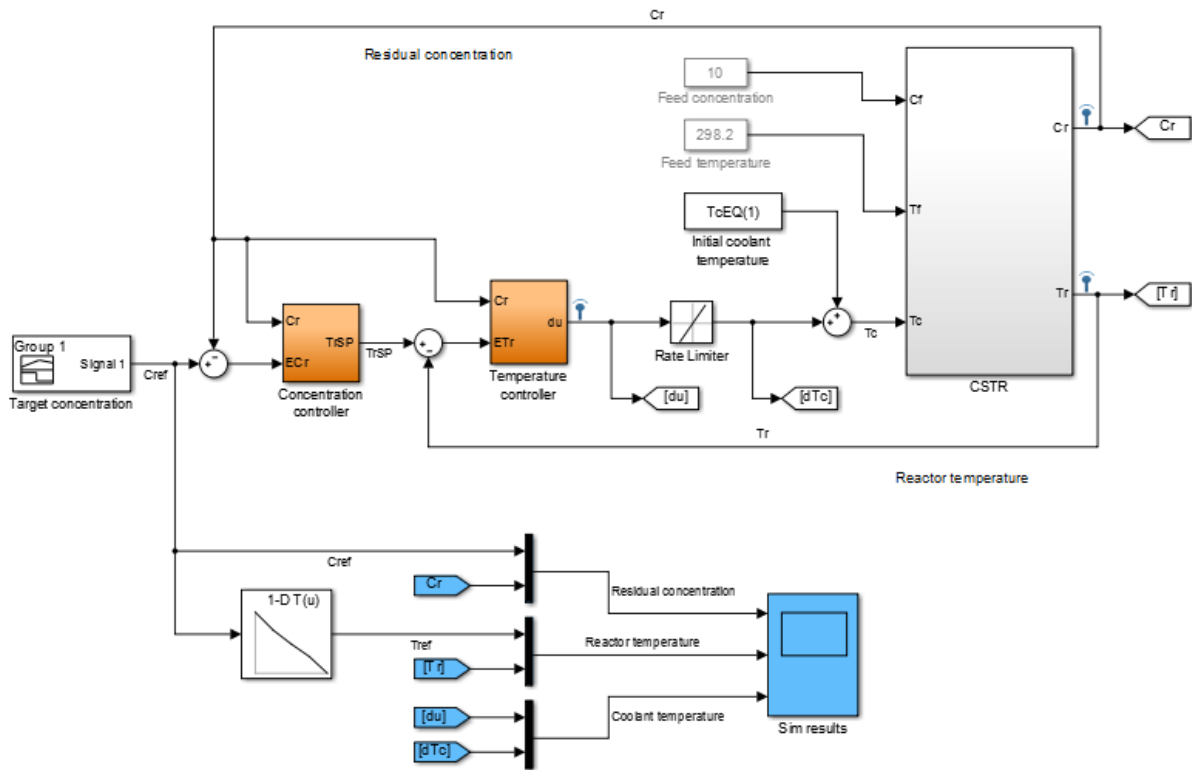 Cr
Residual concentration
10
Feed concentration
298.2
Feed temperature
TcEQ(1)
Initial coolant
temperature
Cf
Tf
Tc
Cr
Tr
CSTR
Cr
[Tr]
Group 1
Signal 1
Target concentration
Cref
Cr
ECr
TrSP
Concentration
controller
TrSP
Cr
ETr
du
Temperature
controller
Rate Limiter
Tc
[du]
[dTc]
Tr
Reactor temperature
Cref
Cr
Residual concentration
1-D T(u)
Tref
[Tr]
Reactor temperature
[du]
[dTc]
Coolant temperature
Sim results